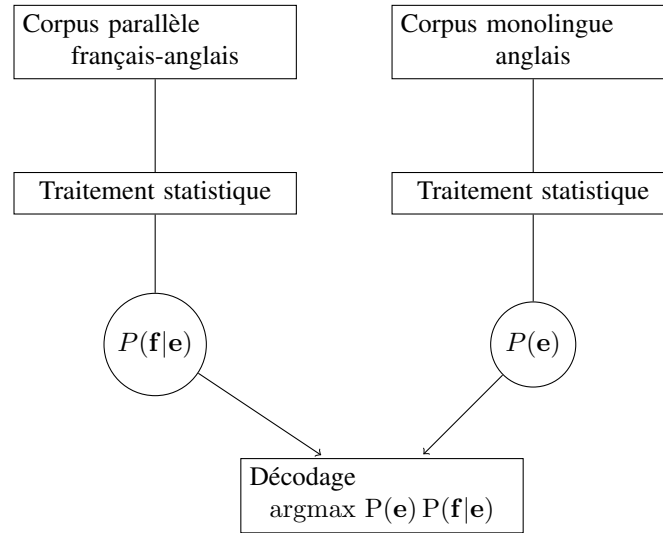 Corpus parallèle
français-anglais
Corpus monolingue
anglais
Traitement statistique
Traitement statistique
P(f|e)
P(e)
Décodage
argmax P(e) P(f|e)